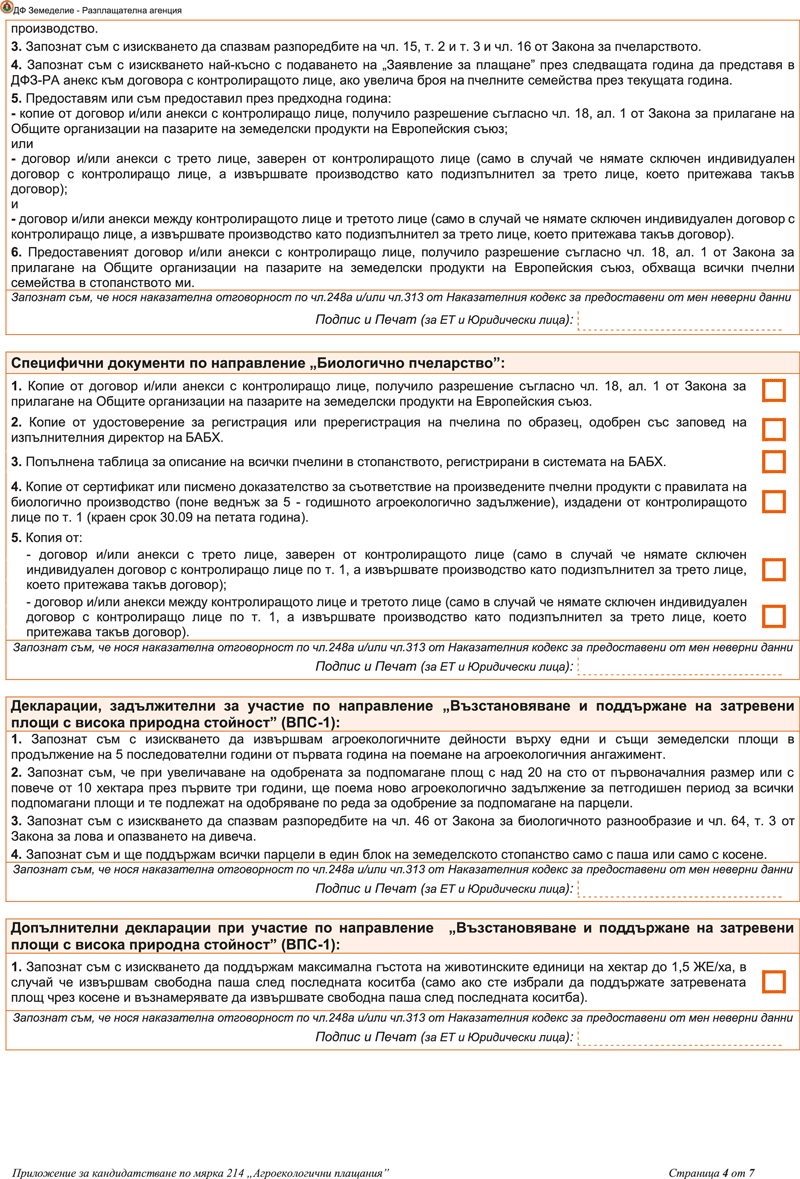 ДФ Земеделие - Разплащателна агенция
производство.
3. Запознат съм с изискването да спазвам разпоредбите на чл. 15, т. 2 и т. 3 и чл. 16 от Закона за пчеларството.
4. Запознат съм с изискването най-късно с подаването на „Заявление за плащане” през следващата година да представя в
ДФЗ-РА анекс към договора с контролиращото лице, ако увелича броя на пчелните семейства през текущата година.
5. Предоставям или съм предоставил през предходна година:
- копие от договор и/или анекси с контролиращо лице, получило разрешение съгласно чл. 18, ал. 1 от Закона за прилагане на
Общите организации на пазарите на земеделски продукти на Европейския съюз;
или
- договор и/или анекси с трето лице, заверен от контролиращото лице (само в случай че нямате сключен индивидуален
договор с контролиращо лице, а извършвате производство като подизпълнител за трето лице, което притежава такъв
договор);
и
- договор и/или анекси между контролиращото лице и третото лице (само в случай че нямате сключен индивидуален договор с
контролиращо лице, а извършвате производство като подизпълнител за трето лице, което притежава такъв договор).
6. Предоставеният договор и/или анекси с контролиращо лице, получило разрешение съгласно чл. 18, ал. 1 от Закона за
прилагане на Общите организации на пазарите на земеделски продукти на Европейския съюз, обхваща всички пчелни
семейства в стопанството ми.
Запознат съм, че нося наказателна отговорност по чл.248а и/или чл.313 от Наказателния кодекс за предоставени от мен неверни данни
Подпис и Печат (за ЕТ и Юридически лица):
Специфични документи по направление „Биологично пчеларство”:
1. Копие от договор и/или анекси с контролиращо лице, получило разрешение съгласно чл. 18, ал. 1 от Закона за
прилагане на Общите организации на пазарите на земеделски продукти на Европейския съюз.
2. Копие от удостоверение за регистрация или пререгистрация на пчелина по образец, одобрен със заповед на
изпълнителния директор на БАБХ.
3. Попълнена таблица за описание на всички пчелини в стопанството, регистрирани в системата на БАБХ.
4. Копие от сертификат или писмено доказателство за съответствие на произведените пчелни продукти с правилата на
биологично производство (поне веднъж за 5 - годишното агроекологично задължение), издадени от контролиращото
лице по т. 1 (краен срок 30.09 на петата година).
5. Копия от:
- договор и/или анекси с трето лице, заверен от контролиращото лице (само в случай че нямате сключен
индивидуален договор с контролиращо лице по т. 1, а извършвате производство като подизпълнител за трето лице,
което притежава такъв договор);
- договор и/или анекси между контролиращото лице и третото лице (само в случай че нямате сключен индивидуален
договор с контролиращо лице по т. 1, а извършвате производство като подизпълнител за трето лице, което
притежава такъв договор).
Запознат съм, че нося наказателна отговорност по чл.248а и/или чл.313 от Наказателния кодекс за предоставени от мен неверни данни
Подпис и Печат (за ЕТ и Юридически лица):
Декларации, задължителни за участие по направление „Възстановяване и поддържане на затревени
площи с висока природна стойност” (ВПС-1):
1. Запознат съм с изискването да извършвам агроекологичните дейности върху едни и същи земеделски площи в
продължение на 5 последователни години от първата година на поемане на агроекологичния ангажимент.
2. Запознат съм, че при увеличаване на одобрената за подпомагане площ с над 20 на сто от първоначалния размер или с
повече от 10 хектара през първите три години, ще поема ново агроекологично задължение за петгодишен период за всички
подпомагани площи и те подлежат на одобряване по реда за одобрение за подпомагане на парцели.
3. Запознат съм с изискването да спазвам разпоредбите на чл. 46 от Закона за биологичното разнообразие и чл. 64, т. 3 от
Закона за лова и опазването на дивеча.
4. Запознат съм и ще поддържам всички парцели в един блок на земеделското стопанство само с паша или само с косене.
Запознат съм, че нося наказателна отговорност по чл.248а и/или чл.313 от Наказателния кодекс за предоставени от мен неверни данни
Подпис и Печат (за ЕТ и Юридически лица):
Допълнителни декларации при участие по направление „Възстановяване и поддържане на затревени
площи с висока природна стойност” (ВПС-1):
1. Запознат съм с изискването да поддържам максимална гъстота на животинските единици на хектар до 1,5 ЖЕ/ха, в
случай че извършвам свободна паша след последната коситба (само ако сте избрали да поддържате затревената
площ чрез косене и възнамерявате да извършвате свободна паша след последната коситба).
Запознат съм, че нося наказателна отговорност по чл.248а и/или чл.313 от Наказателния кодекс за предоставени от мен неверни данни
Подпис и Печат (за ЕТ и Юридически лица):
Приложение за кандидатстване по мярка 214 „Агроекологични плащания”
Страница 4 от 7